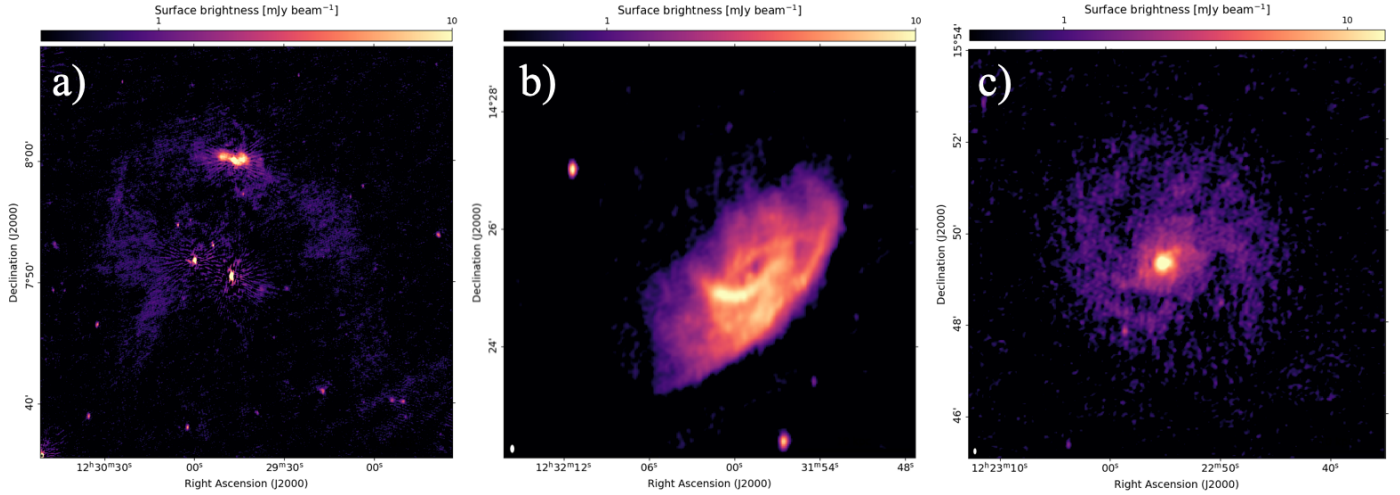 Surface brightness [mJy beam⁻¹]
1 10
a)
8°00'
7°50'
40'
Declination (J2000)
12ʰ30ᵐ30ˢ 00ˢ 29ᵐ30ˢ 00ˢ
Right Ascension (J2000)
Surface brightness [mJy beam⁻¹]
1 10
b)
14°28'
26'
24'
Declination (J2000)
12ʰ32ᵐ12ˢ 06ˢ 00ˢ 31ᵐ54ˢ 48ˢ
Right Ascension (J2000)
Surface brightness [mJy beam⁻¹]
1 10
c)
15°54'
52'
50'
48'
46'
Declination (J2000)
12ʰ23ᵐ10ˢ 00ˢ 22ᵐ50ˢ 40ˢ
Right Ascension (J2000)